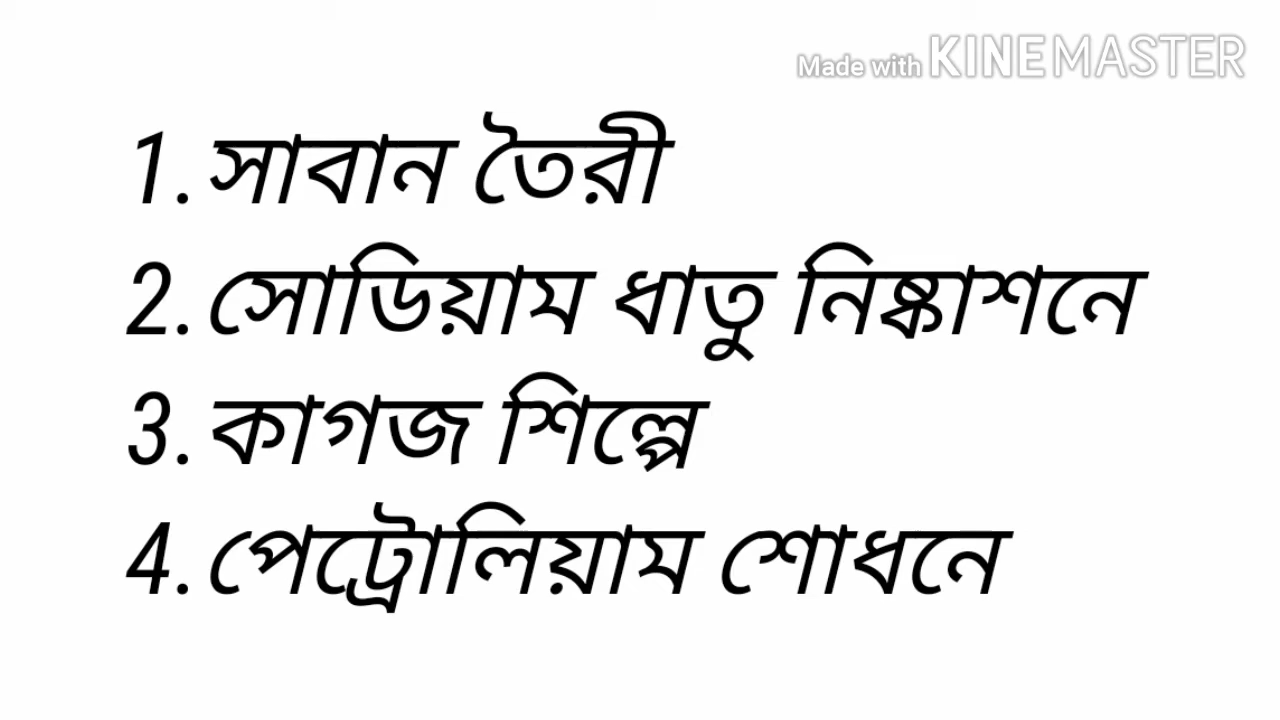 Made with KINEMASTER
1. সাবান তৈরী
2. সোডিয়াম ধাতু নিষ্কাশনে
3. কাগজ শিল্পে
4. পেট্রোলিয়াম শোধনে